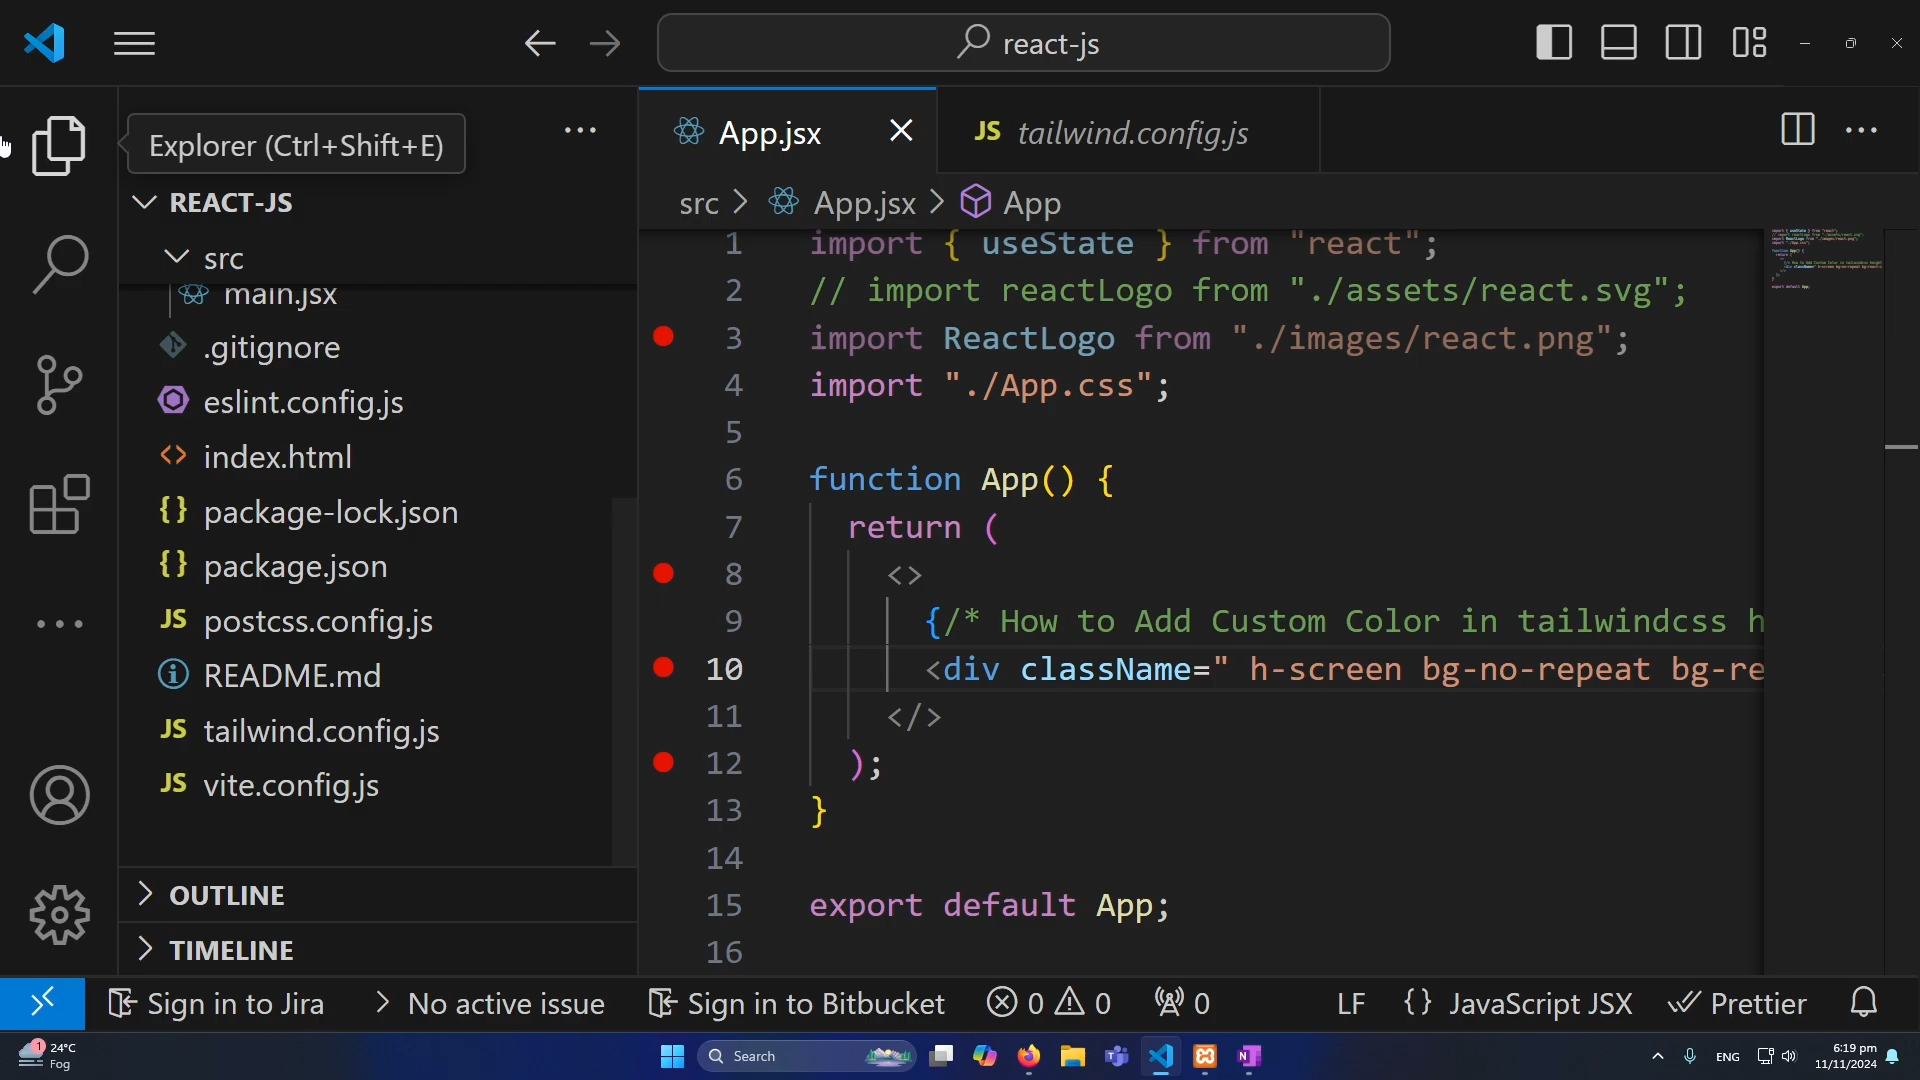 react-js
Explorer (Ctrl+Shift+E)
REACT-JS
src
main.jsx
.gitignore
eslint.config.js
index.html
package-lock.json
package.json
postcss.config.js
README.md
tailwind.config.js
vite.config.js
OUTLINE
TIMELINE
App.jsx
JS tailwind.config.js
src > App.jsx > App
1 import { useState } from "react";
2 // import reactLogo from "./assets/react.svg";
3 import ReactLogo from "./images/react.png";
4 import "./App.css";
5
6 function App() {
7 return (
8 <>
9 {/* How to Add Custom Color in tailwindcss h
10 <div className=" h-screen bg-no-repeat bg-re
11 </>
12 );
13 }
14
15 export default App;
16
Sign in to Jira > No active issue Sign in to Bitbucket 0 0 0 LF {} JavaScript JSX Prettier
1
24°C
Fog
Search
ENG
6:19 pm
11/11/2024